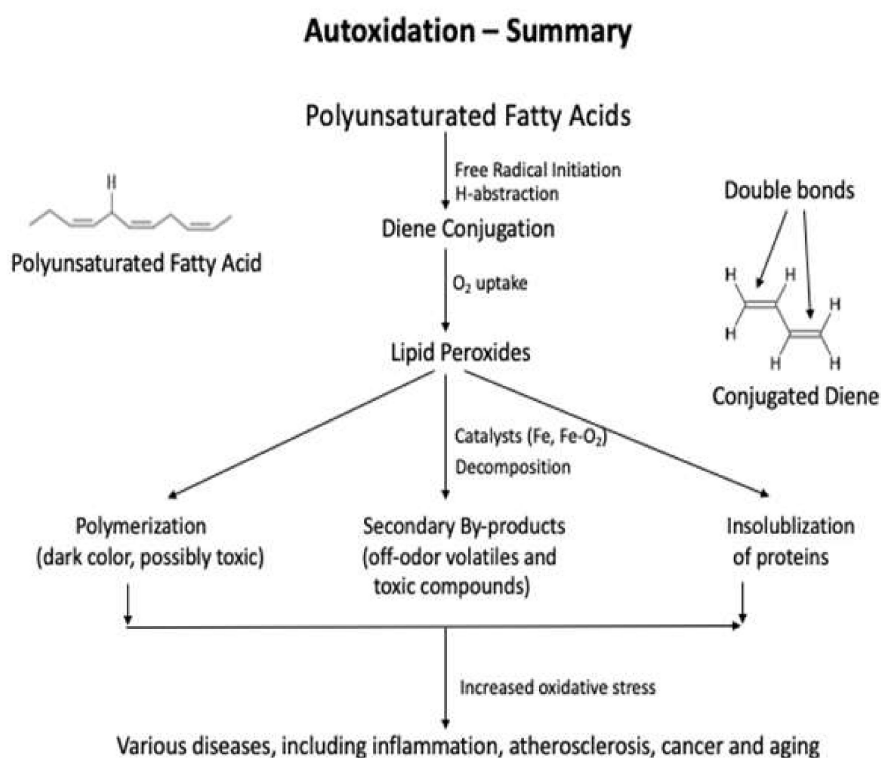 Autoxidation – Summary
Polyunsaturated Fatty Acids
Free Radical Initiation
H-abstraction
H
Polyunsaturated Fatty Acid
Diene Conjugation
O₂ uptake
Lipid Peroxides
Double bonds
H H
H
H
H H
Conjugated Diene
Catalysts (Fe, Fe-O₂)
Decomposition
Polymerization
(dark color, possibly toxic)
Secondary By-products
(off-odor volatiles and
toxic compounds)
Insolublization
of proteins
Increased oxidative stress
Various diseases, including inflammation, atherosclerosis, cancer and aging